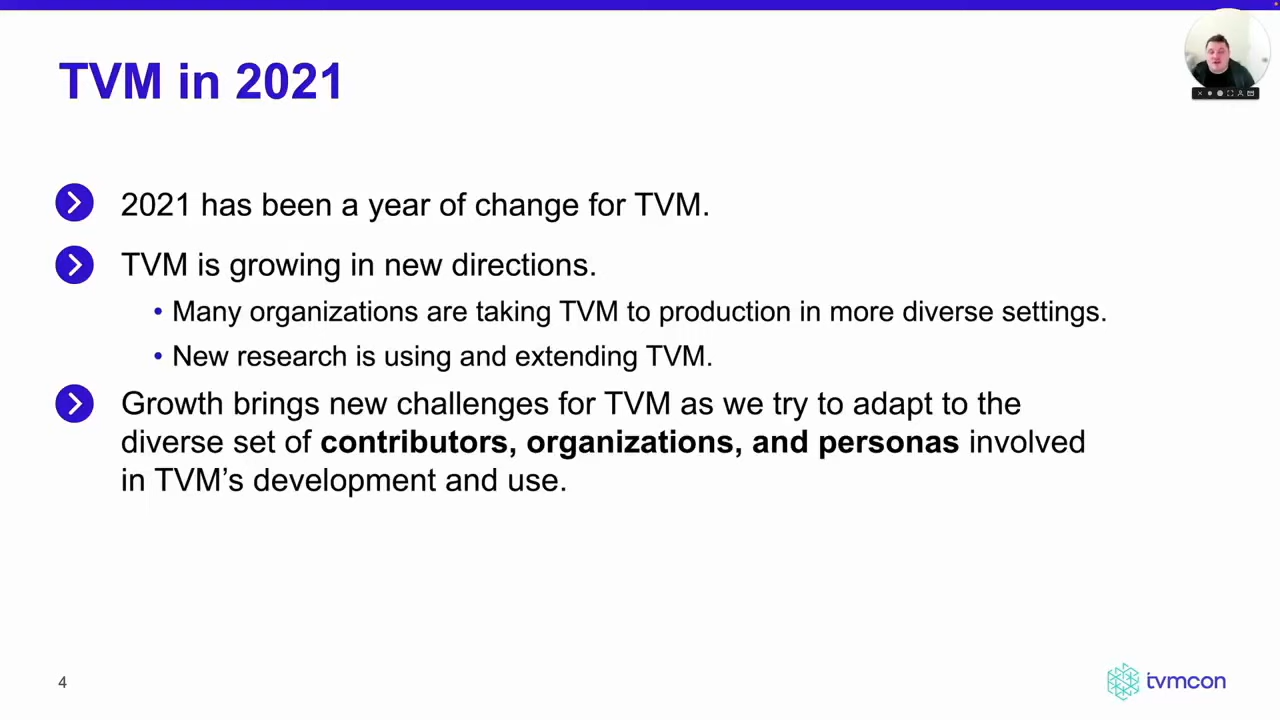 TVM in 2021
2021 has been a year of change for TVM.
TVM is growing in new directions.
• Many organizations are taking TVM to production in more diverse settings.
• New research is using and extending TVM.
Growth brings new challenges for TVM as we try to adapt to the
diverse set of contributors, organizations, and personas involved
in TVM’s development and use.
4
tvmcon